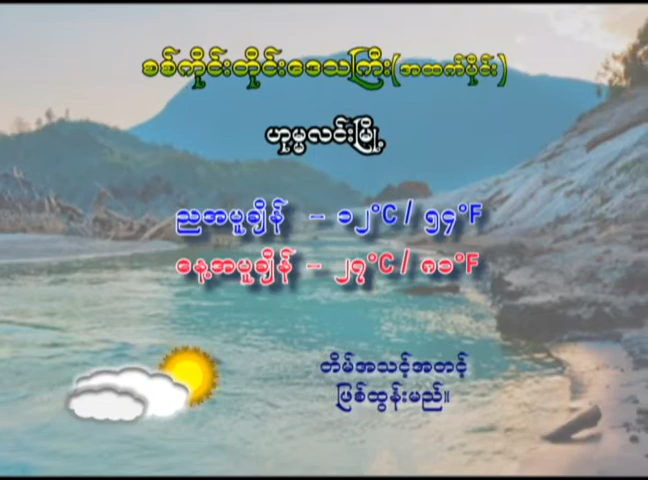 စစ်ကိုင်းတိုင်းဒေသကြီး(အထက်ပိုင်း)
ဟုမ္မလင်းမြို့
ညအပူချိန် – ၁၂°C / ၅၄°F
နေ့အပူချိန် – ၂၇°C / ၈၁°F
တိမ်အသင့်အတင့်
ဖြစ်ထွန်းမည်။